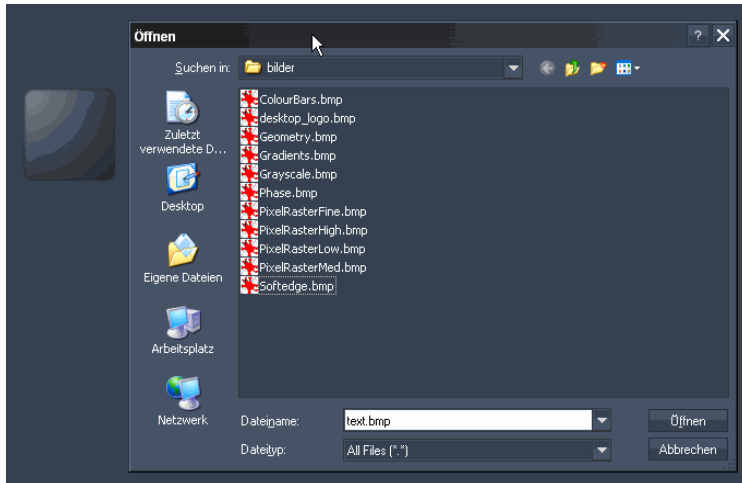 Öffnen
?
Suchen in:
bilder
Zuletzt
verwendete D...
Desktop
Eigene Dateien
Arbeitsplatz
Netzwerk
ColourBars.bmp
desktop_logo.bmp
Geometry.bmp
Gradients.bmp
Grayscale.bmp
Phase.bmp
PixelRasterFine.bmp
PixelRasterHigh.bmp
PixelRasterLow.bmp
PixelRasterMed.bmp
Softedge.bmp
Dateiname:
text.bmp
Öffnen
Dateityp:
All Files (*.*)
Abbrechen